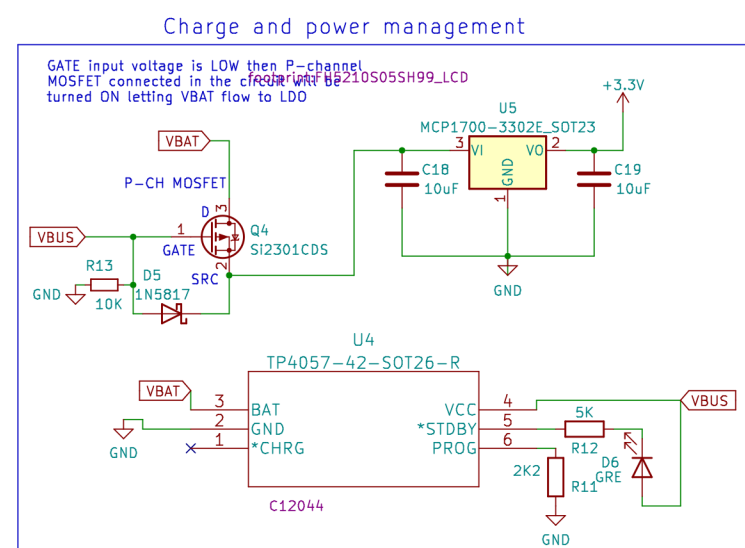 Charge and power management
GATE input voltage is LOW then P-channel
MOSFET connected in the circuit will be
turned ON letting VBAT flow to LDO
footprint:FH5210S05SH99_LCD
+3.3V
U5
MCP1700-3302E_SOT23
VBAT
3 VI
VO 2
GND
1
C18
10uF
C19
10uF
P-CH MOSFET
D
3
VBUS
1
Q4
Si2301CDS
GATE
2
SRC
R13
GND
10K
D5
1N5817
GND
U4
TP4057-42-SOT26-R
VBAT
3 BAT
2 GND
1 *CHRG
GND
VCC 4
*STDBY 5
PROG 6
VBUS
5K
R12
2K2
R11
D6
GRE
C12044
GND